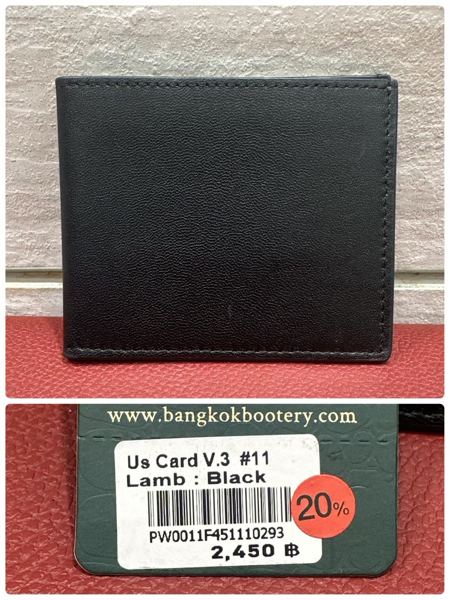 www.bangkokbootery.com
Us Card V.3 #11
Lamb : Black
20%
PW0011F451110293
2,450 ฿